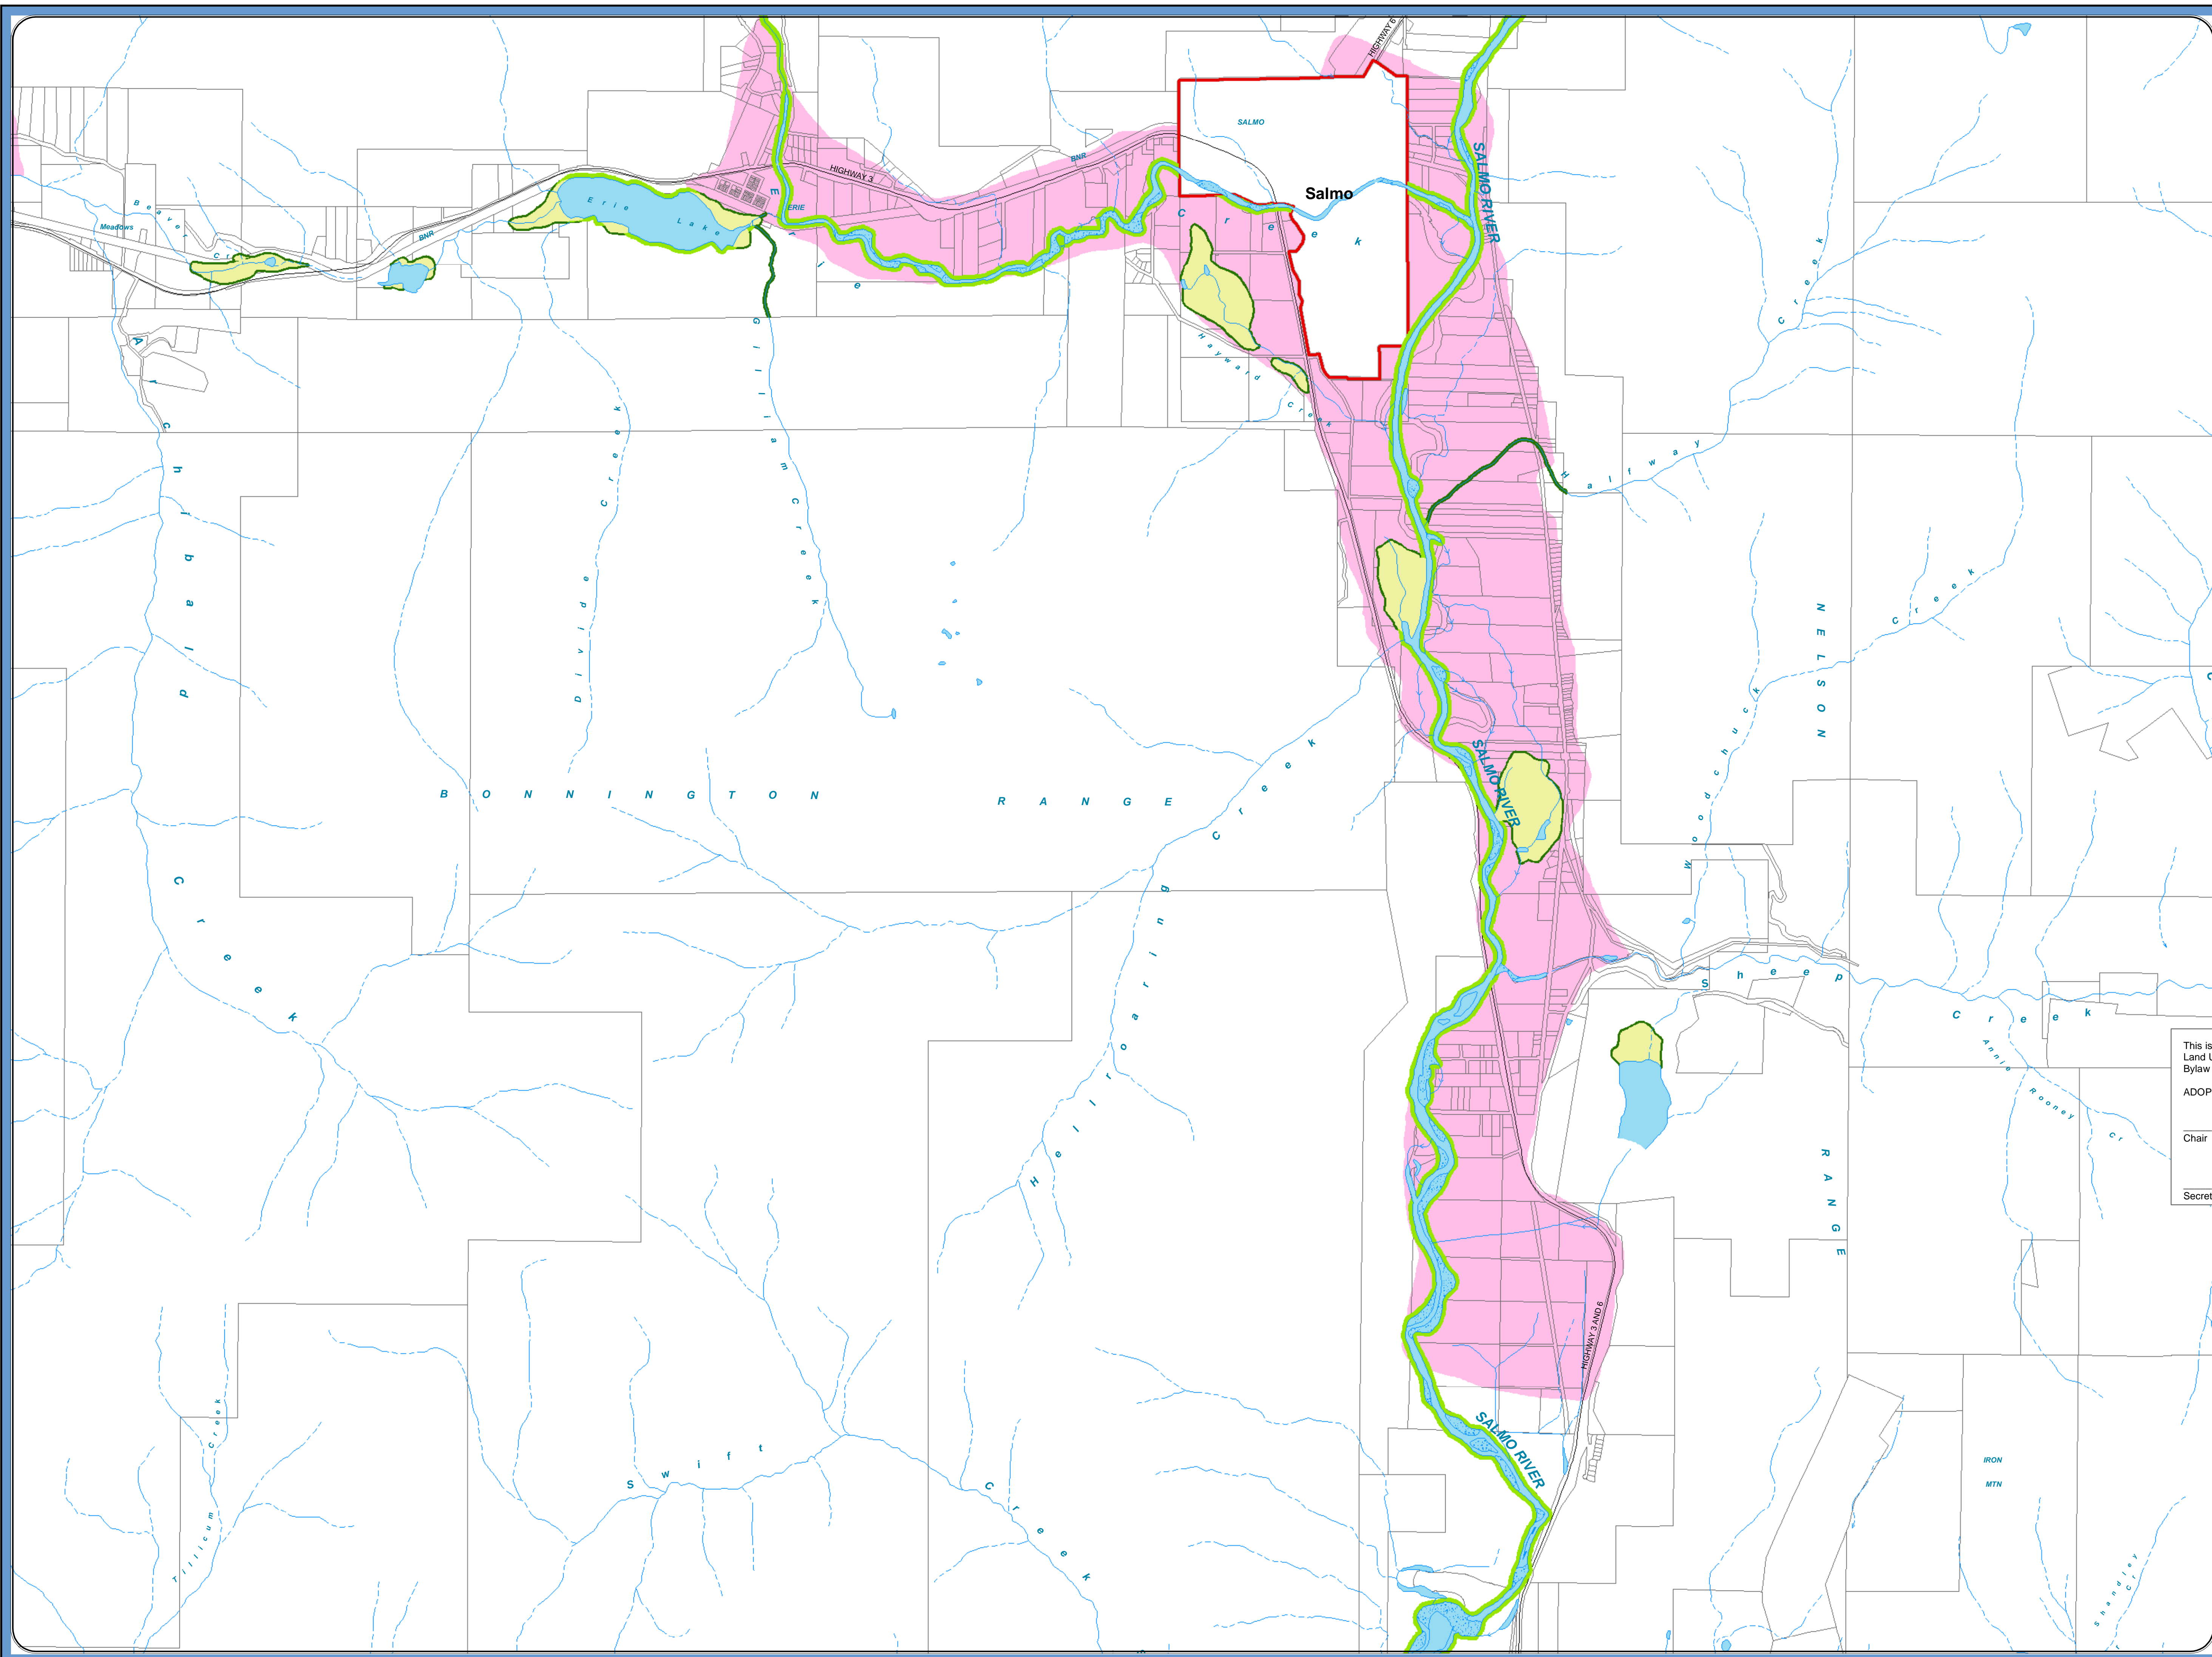 HIGHWAY 6
SALMO
BNR
HIGHWAY 3
SALMO RIVER
Salmo
Erie Lake
ERIE
Erie Creek
Beaver Cr
Meadows
BNR
Hayward Creek
Gilliam Creek
Archibald Creek
Divide Creek
Halfway Creek
NELSON RANGE
Woodchuck Creek
BONNINGTON RANGE
SALMO RIVER
Hellroaring Creek
Sheep Creek
Annie Rooney Cr
This is
Land U
Bylaw
ADOP
Chair
Secret
HIGHWAY 3 AND 6
SALMO RIVER
Swift Creek
Tillicum Creek
IRON
MTN
Shandley Cr